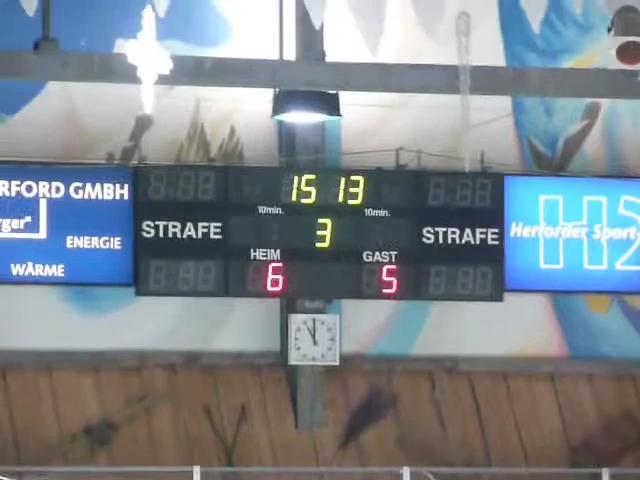 RFORD GMBH
rger"
ENERGIE
WÄRME
15 13
10min. 10min.
STRAFE 3 STRAFE
HEIM GAST
6 5
Herforder Sport
H2